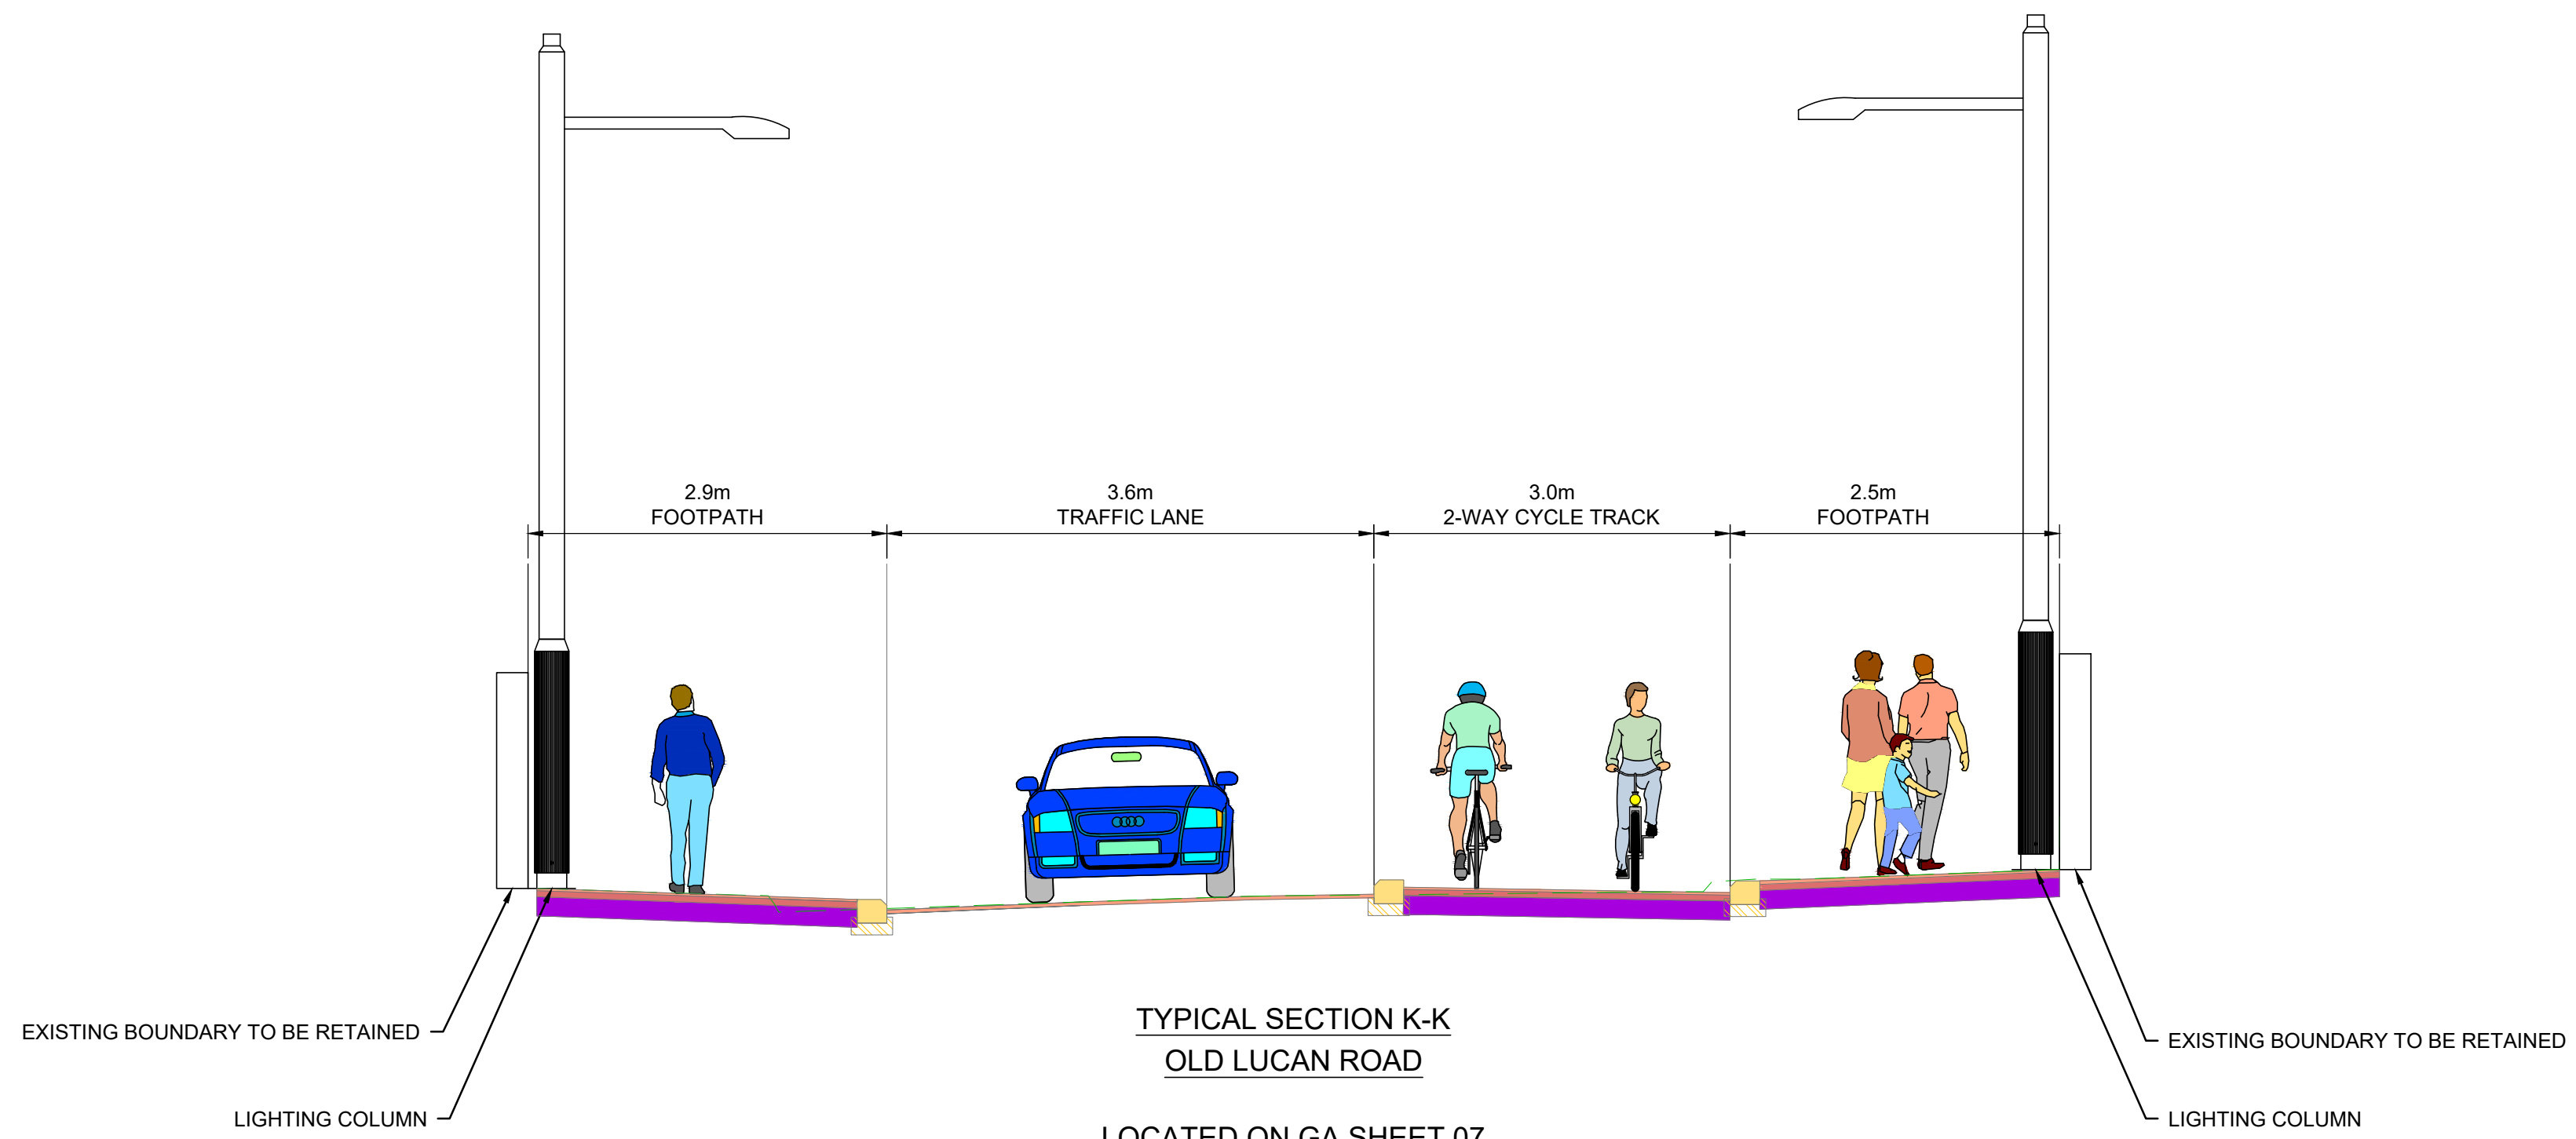 2.9m
FOOTPATH
3.6m
TRAFFIC LANE
3.0m
2-WAY CYCLE TRACK
2.5m
FOOTPATH
EXISTING BOUNDARY TO BE RETAINED
LIGHTING COLUMN
TYPICAL SECTION K-K
OLD LUCAN ROAD
LOCATED ON GA SHEET 07
EXISTING BOUNDARY TO BE RETAINED
LIGHTING COLUMN